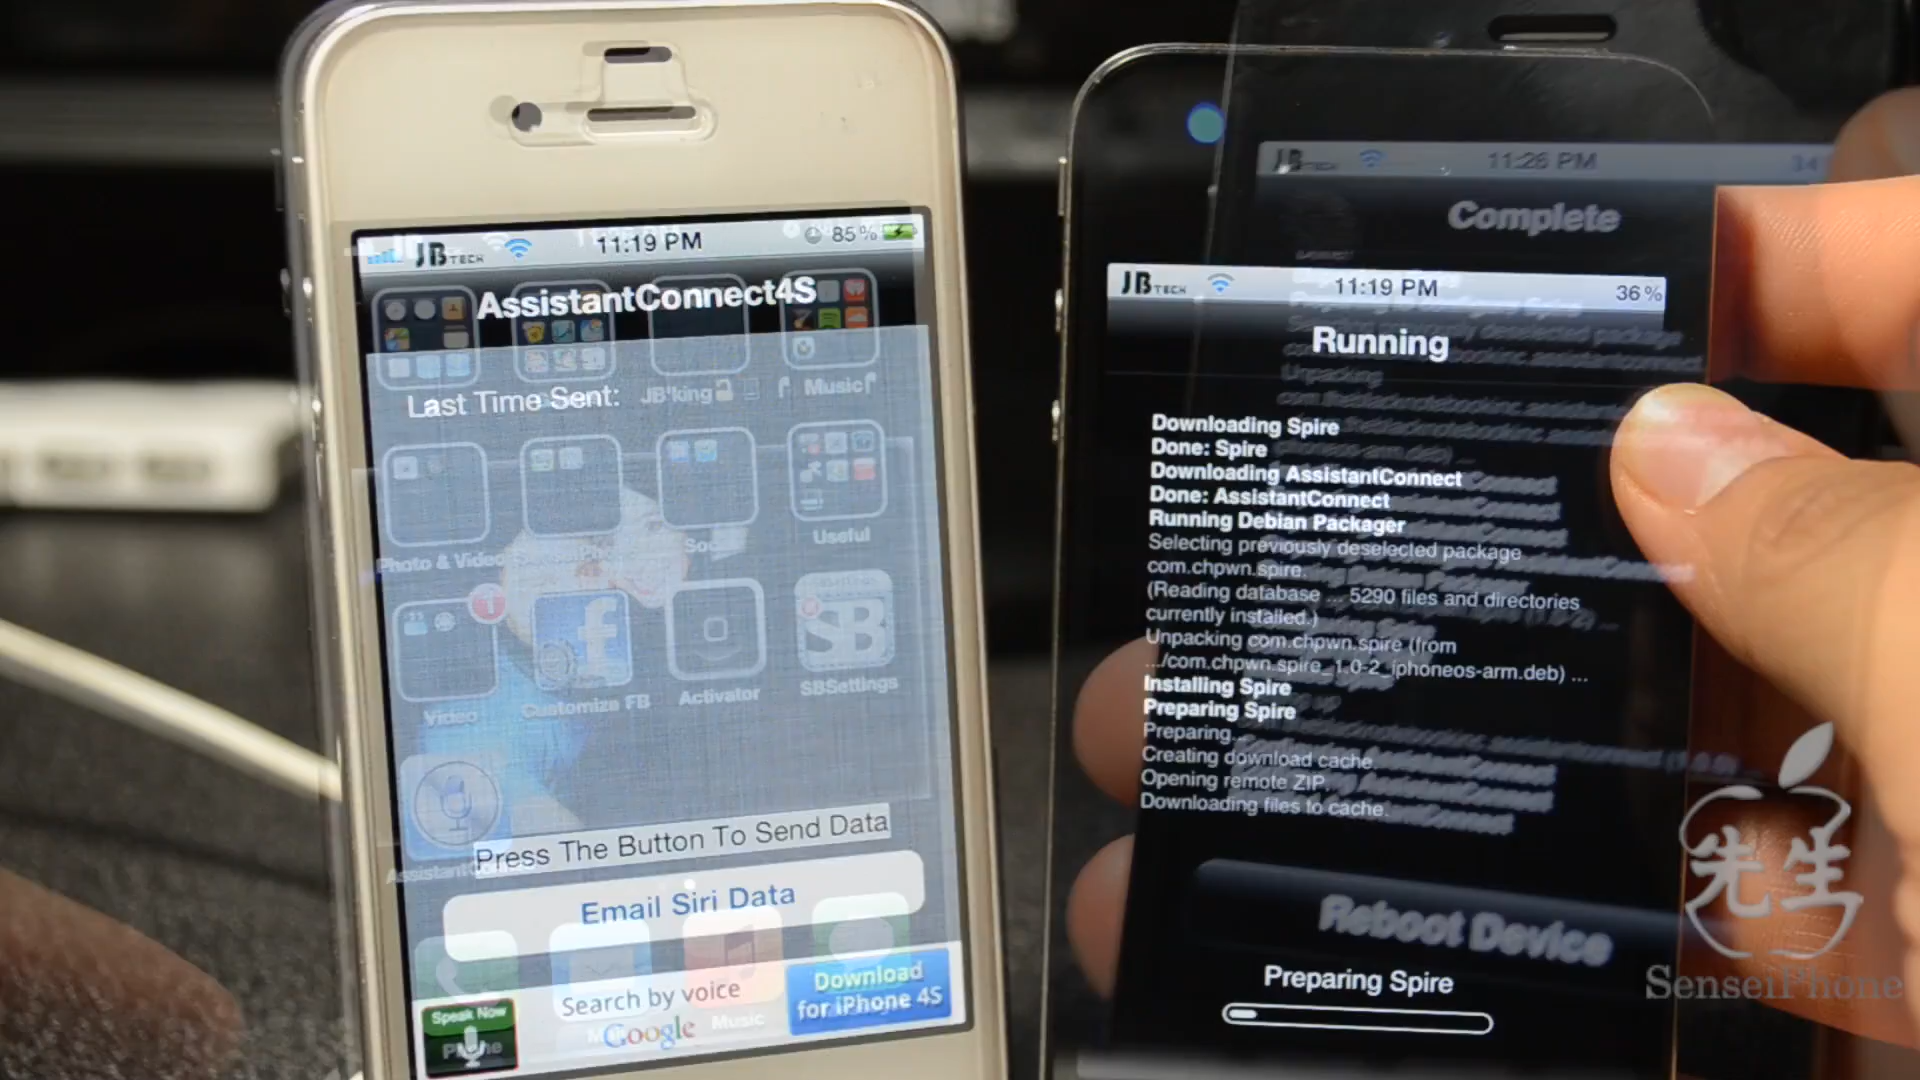 JB TECH
11:19 PM
85%
AssistantConnect4S
Last Time Sent:
JB'king
Music
Photo & Video
Useful
Video
Customize FB
Activator
SBSettings
SB
Press The Button To Send Data
Email Siri Data
Speak Now
Phone
Search by voice
Google
Music
Download
for iPhone 4S
JB TECH
11:26 PM
34
Complete
JB TECH
11:19 PM
36%
Running
Downloading Spire
Done: Spire
Downloading AssistantConnect
Done: AssistantConnect
Running Debian Packager
Selecting previously deselected package
com.chpwn.spire.
(Reading database ... 5290 files and directories
currently installed.)
Unpacking com.chpwn.spire (from
.../com.chpwn.spire_1.0-2_iphoneos-arm.deb) ...
Installing Spire
Preparing Spire
Preparing...
Creating download cache.
Opening remote ZIP.
Downloading files to cache.
Reboot Device
Preparing Spire
先生
SenseiPhone